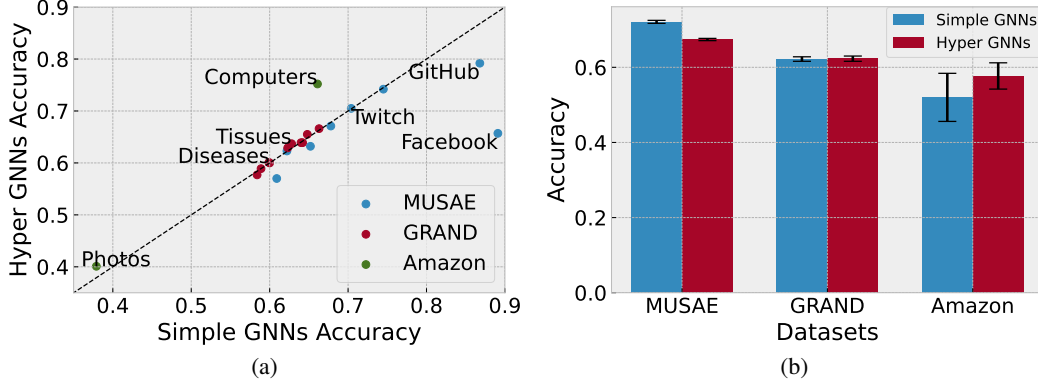 0.9
0.8
0.7
0.6
0.5
0.4
Hyper GNNs Accuracy
Computers
GitHub
Twitch
Tissues
Facebook
Diseases
Photos
MUSAE
GRAND
Amazon
0.4 0.5 0.6 0.7 0.8 0.9
Simple GNNs Accuracy
(a)
Simple GNNs
Hyper GNNs
0.6
0.4
0.2
0.0
Accuracy
MUSAE GRAND Amazon
Datasets
(b)